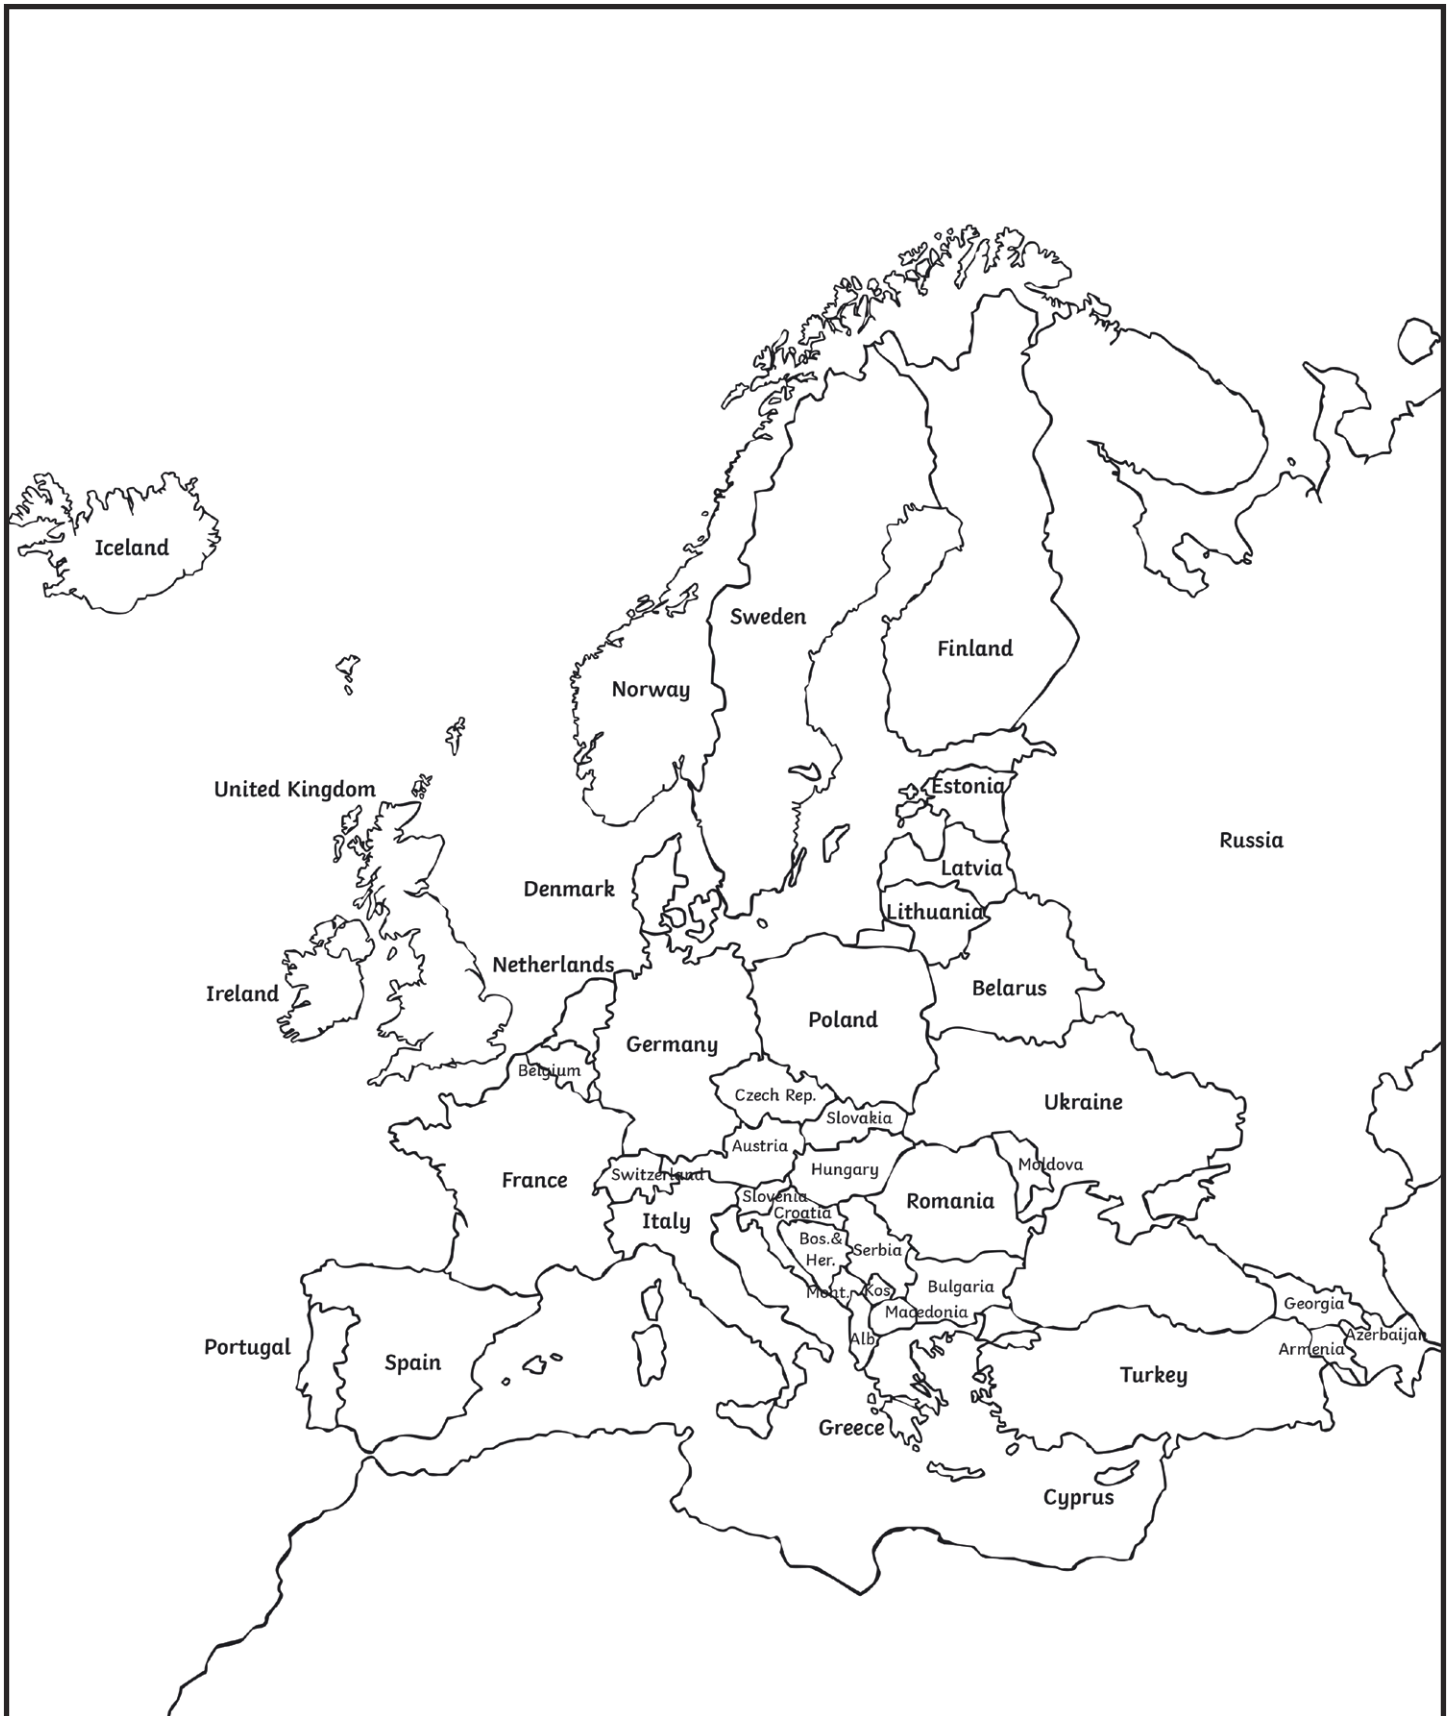 Iceland
Sweden
Finland
Norway
United Kingdom
Estonia
Russia
Latvia
Denmark
Lithuania
Netherlands
Ireland
Belarus
Poland
Germany
Belgium
Czech Rep.
Ukraine
Slovakia
Austria
Moldova
Hungary
Switzerland
France
Slovenia
Romania
Croatia
Italy
Bos.&
Her.
Serbia
Bulgaria
Mont.
Kos.
Georgia
Macedonia
Azerbaijan
Alb
Portugal
Armenia
Spain
Turkey
Greece
Cyprus